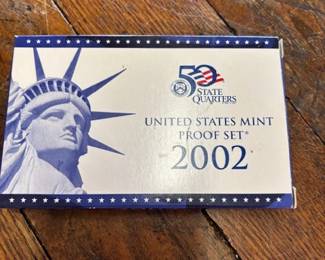 50
STATE
QUARTERS
UNITED STATES MINT
PROOF SET
2002